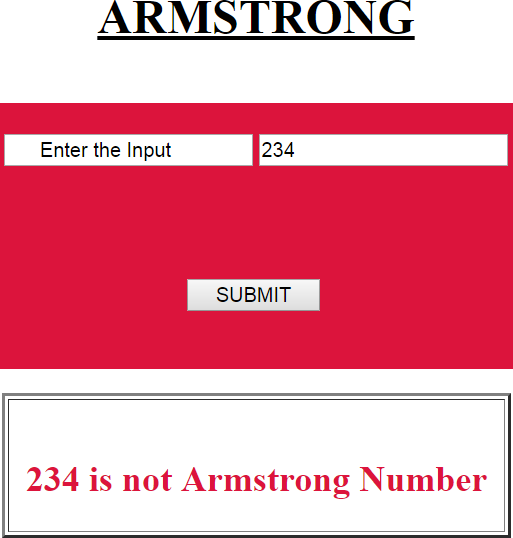 ARMSTRONG
Enter the Input 234
SUBMIT
234 is not Armstrong Number